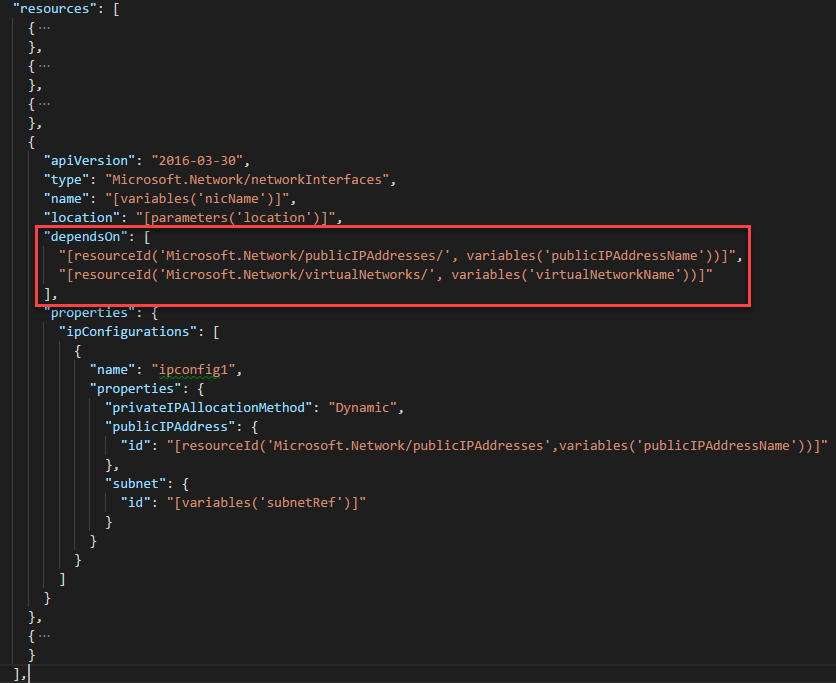 "resources": [
{ ···
},
{ ···
},
{ ···
},
{
"apiVersion": "2016-03-30",
"type": "Microsoft.Network/networkInterfaces",
"name": "[variables('nicName')]",
"location": "[parameters('location')]",
"dependsOn": [
"[resourceId('Microsoft.Network/publicIPAddresses/', variables('publicIPAddressName'))]",
"[resourceId('Microsoft.Network/virtualNetworks/', variables('virtualNetworkName'))]"
],
"properties": {
"ipConfigurations": [
{
"name": "ipconfig1",
"properties": {
"privateIPAllocationMethod": "Dynamic",
"publicIPAddress": {
"id": "[resourceId('Microsoft.Network/publicIPAddresses',variables('publicIPAddressName'))]"
},
"subnet": {
"id": "[variables('subnetRef')]"
}
}
}
]
}
},
{ ···
}
],